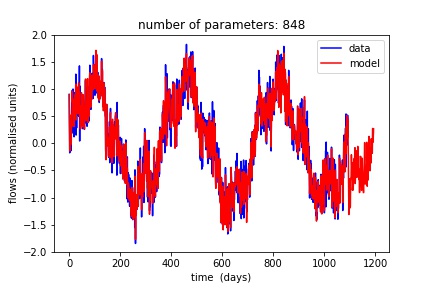 number of parameters: 848
data
model
flows (normalised units)
2.0
1.5
1.0
0.5
0.0
−0.5
−1.0
−1.5
−2.0
0 200 400 600 800 1000 1200
time (days)